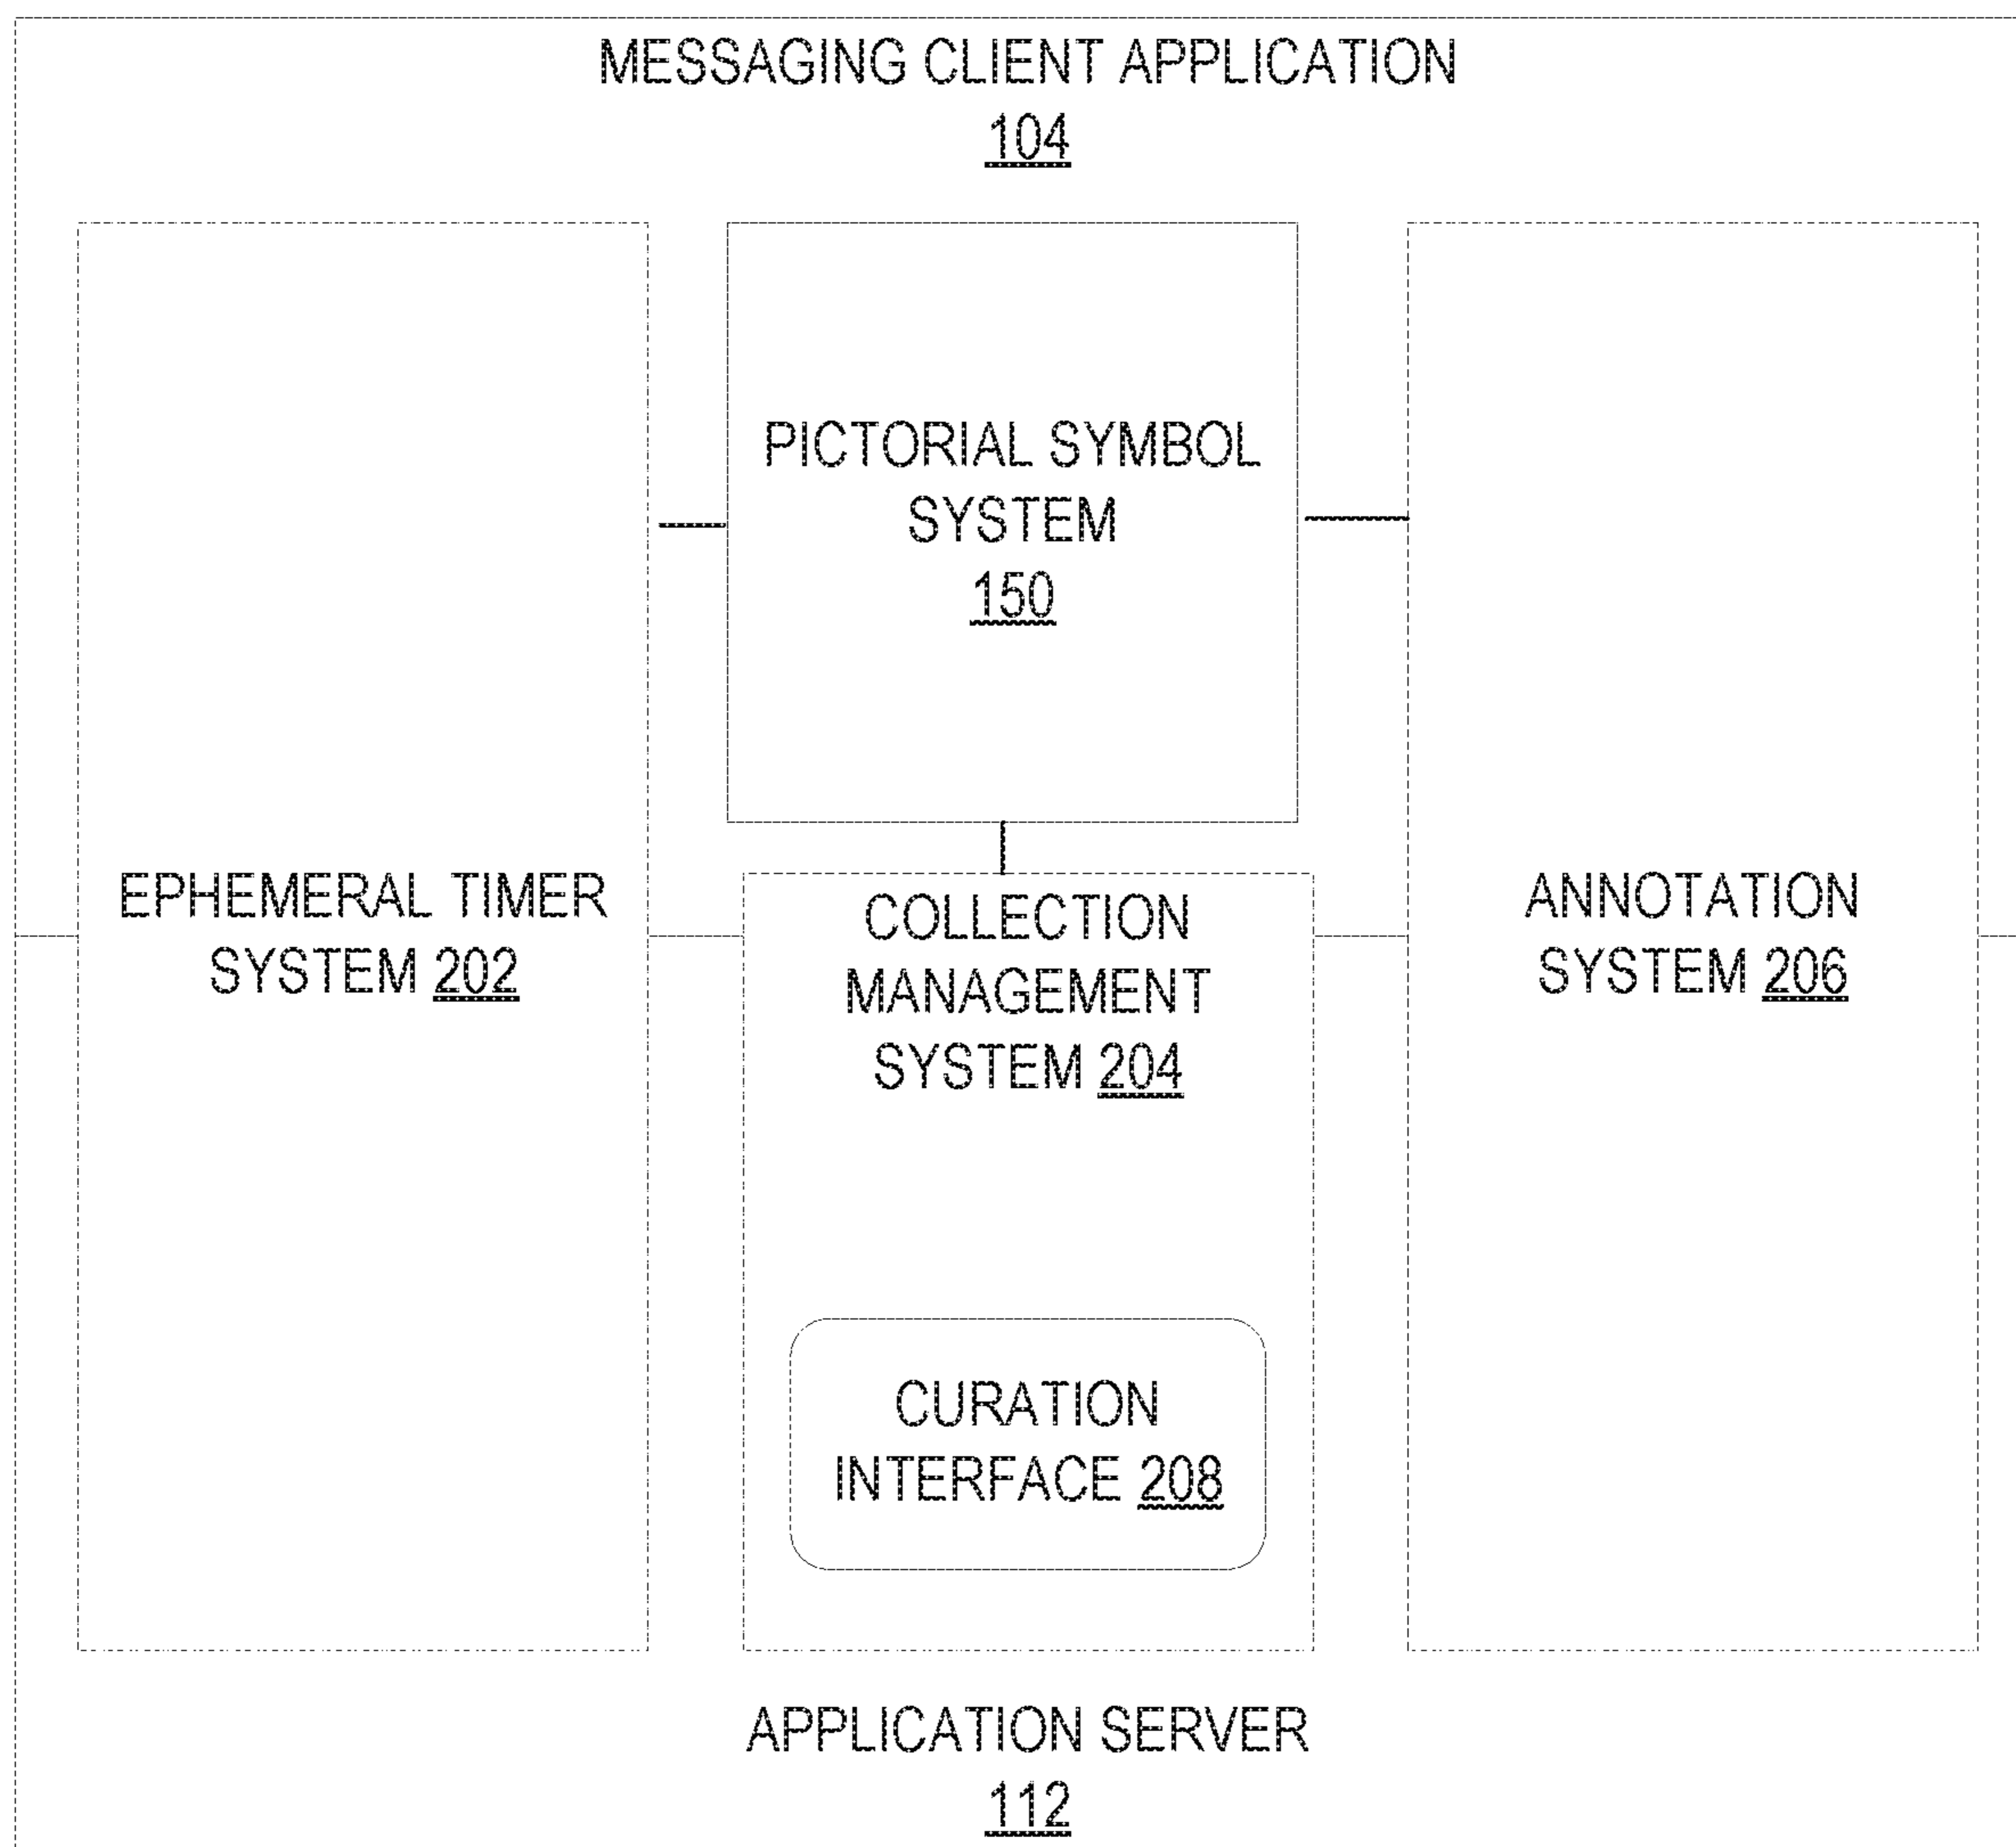 MESSAGING CLIENT APPLICATION
104
PICTORIAL SYMBOL
SYSTEM
150
EPHEMERAL TIMER
SYSTEM 202
COLLECTION
MANAGEMENT
SYSTEM 204
ANNOTATION
SYSTEM 206
CURATION
INTERFACE 208
APPLICATION SERVER
112